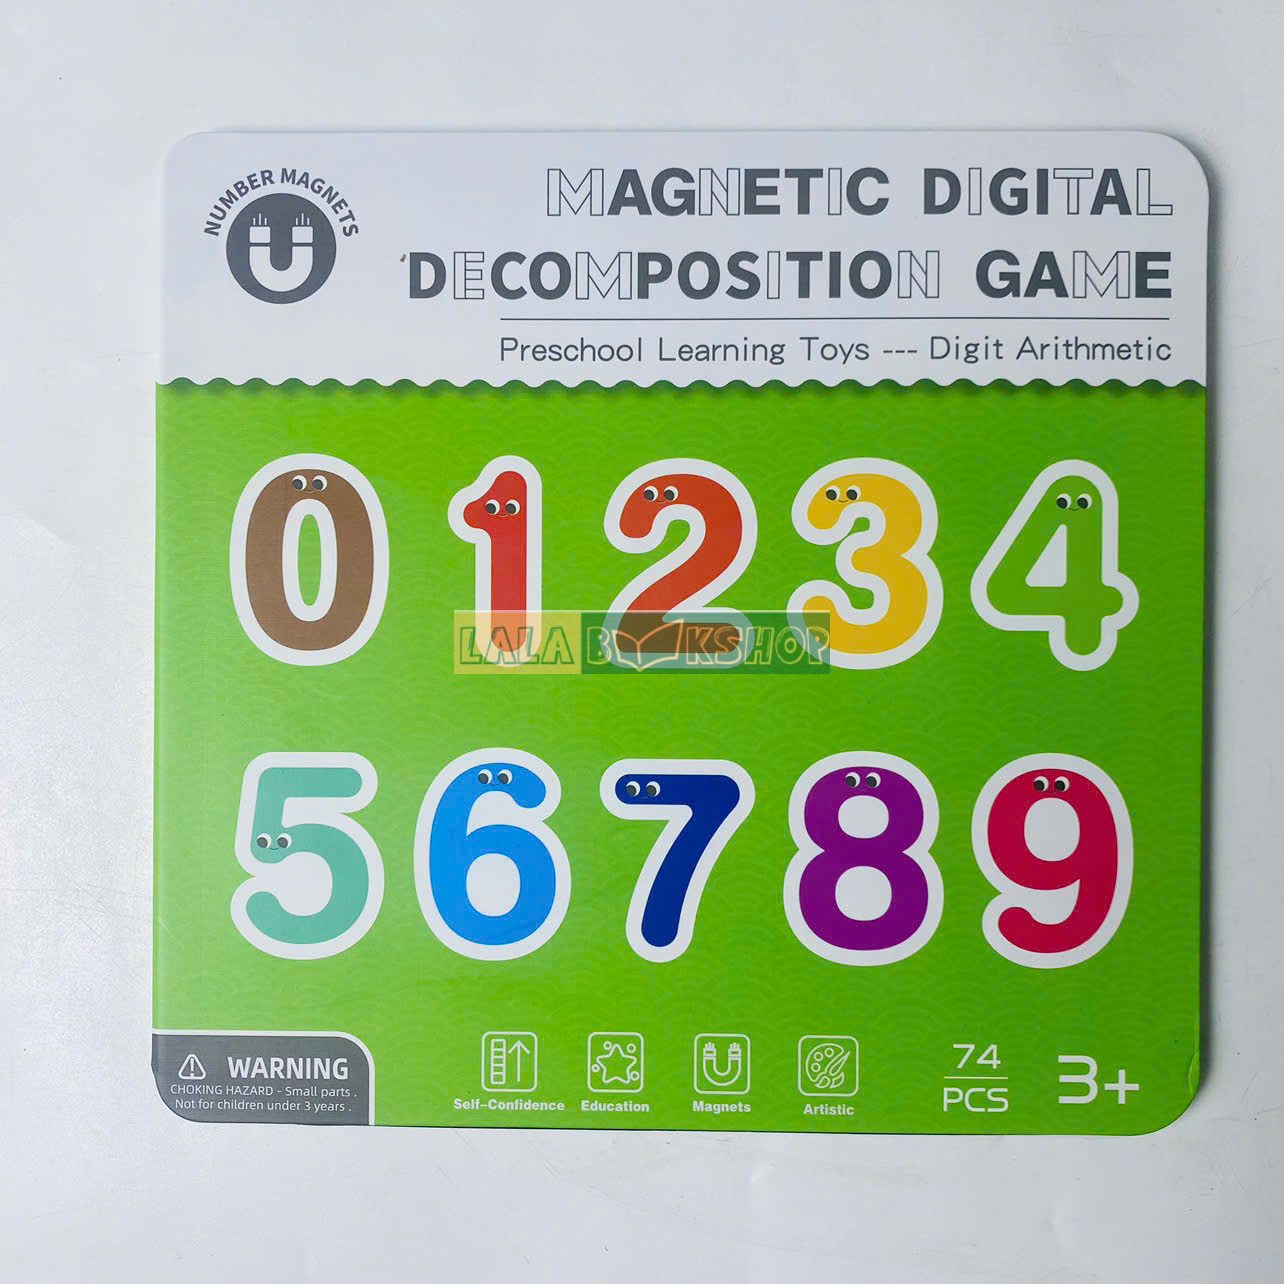 NUMBER MAGNETS
MAGNETIC DIGITAL
DECOMPOSITION GAME
Preschool Learning Toys --- Digit Arithmetic
0 1 2 3 4
LALA BOOKSHOP
5 6 7 8 9
WARNING
CHOKING HAZARD - Small parts .
Not for children under 3 years .
Self-Confidence
Education
Magnets
Artistic
74
PCS
3+